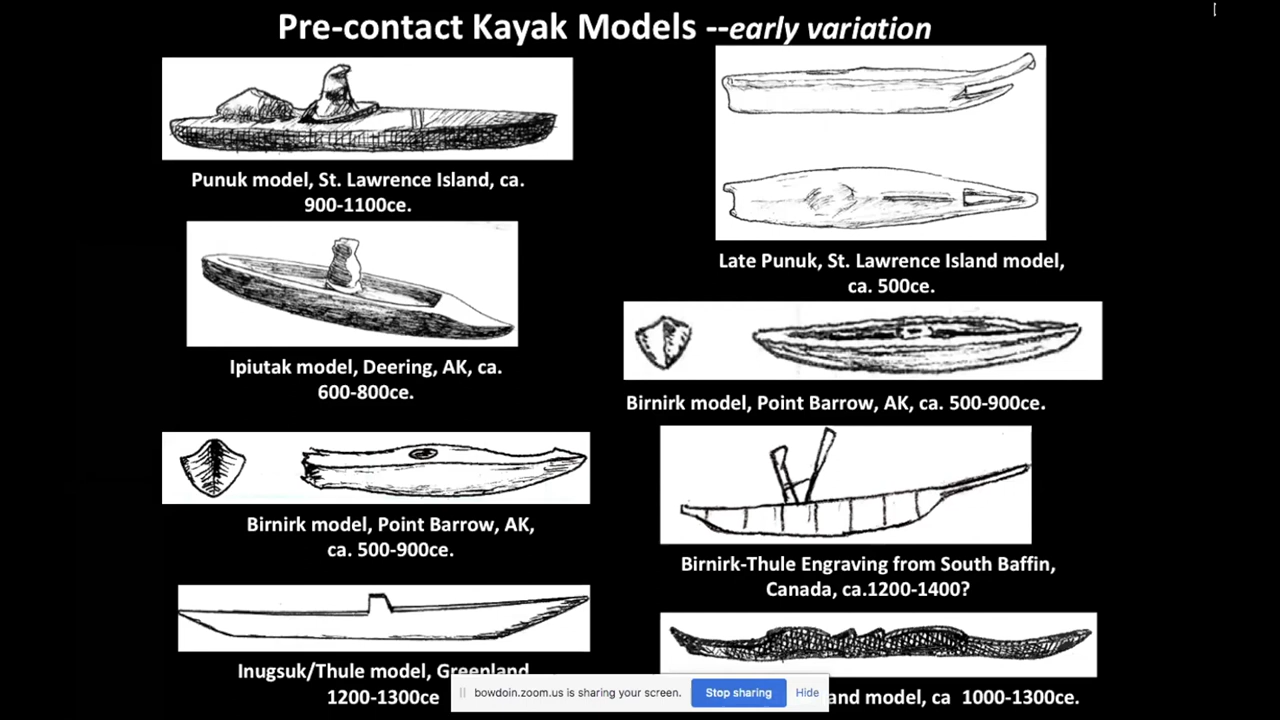 Pre-contact Kayak Models --early variation
Punuk model, St. Lawrence Island, ca.
900-1100ce.
Late Punuk, St. Lawrence Island model,
ca. 500ce.
Ipiutak model, Deering, AK, ca.
600-800ce.
Birnirk model, Point Barrow, AK, ca. 500-900ce.
Birnirk model, Point Barrow, AK,
ca. 500-900ce.
Birnirk-Thule Engraving from South Baffin,
Canada, ca.1200-1400?
Inugsuk/Thule model, Greenland
1200-1300ce
and model, ca 1000-1300ce.
bowdoin.zoom.us is sharing your screen.
Stop sharing
Hide